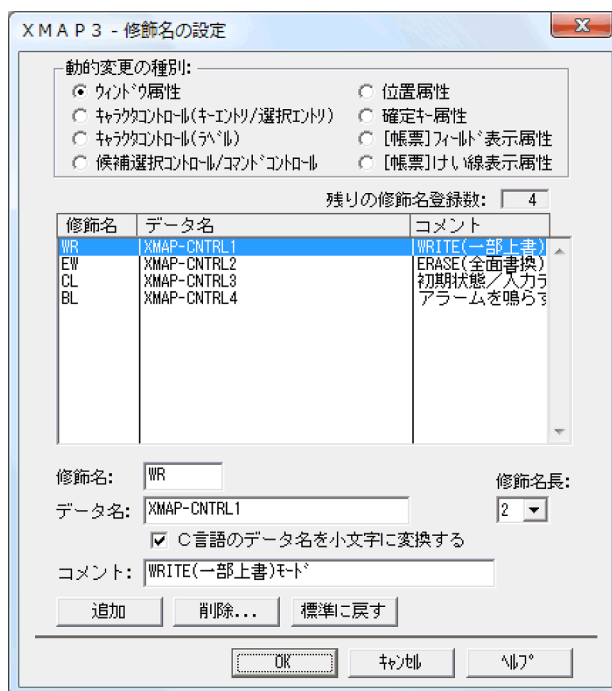 ＸＭＡＰ３-修飾名の設定
動的変更の種別:
ｳｨﾝﾄﾞｳ属性
位置属性
ｷｬﾗｸﾀｺﾝﾄﾛｰﾙ(ｷｰｴﾝﾄﾘ/選択ｴﾝﾄﾘ)
確定ｷｰ属性
ｷｬﾗｸﾀｺﾝﾄﾛｰﾙ(ﾗﾍﾞﾙ)
[帳票]ﾌｨｰﾙﾄﾞ表示属性
候補選択ｺﾝﾄﾛｰﾙ/ｺﾏﾝﾄﾞｺﾝﾄﾛｰﾙ
[帳票]けい線表示属性
残りの修飾名登録数: 4
修飾名 データ名 コメント
WR XMAP-CNTRL1 WRITE(一部上書)
EW XMAP-CNTRL2 ERASE(全面書換)
CL XMAP-CNTRL3 初期状態／入力テ
BL XMAP-CNTRL4 アラームを鳴らす
修飾名: WR
修飾名長:
データ名: XMAP-CNTRL1
2
Ｃ言語のデータ名を小文字に変換する
コメント: WRITE(一部上書)ﾓｰﾄﾞ
追加 削除... 標準に戻す
OK ｷｬﾝｾﾙ ﾍﾙﾌﾟ